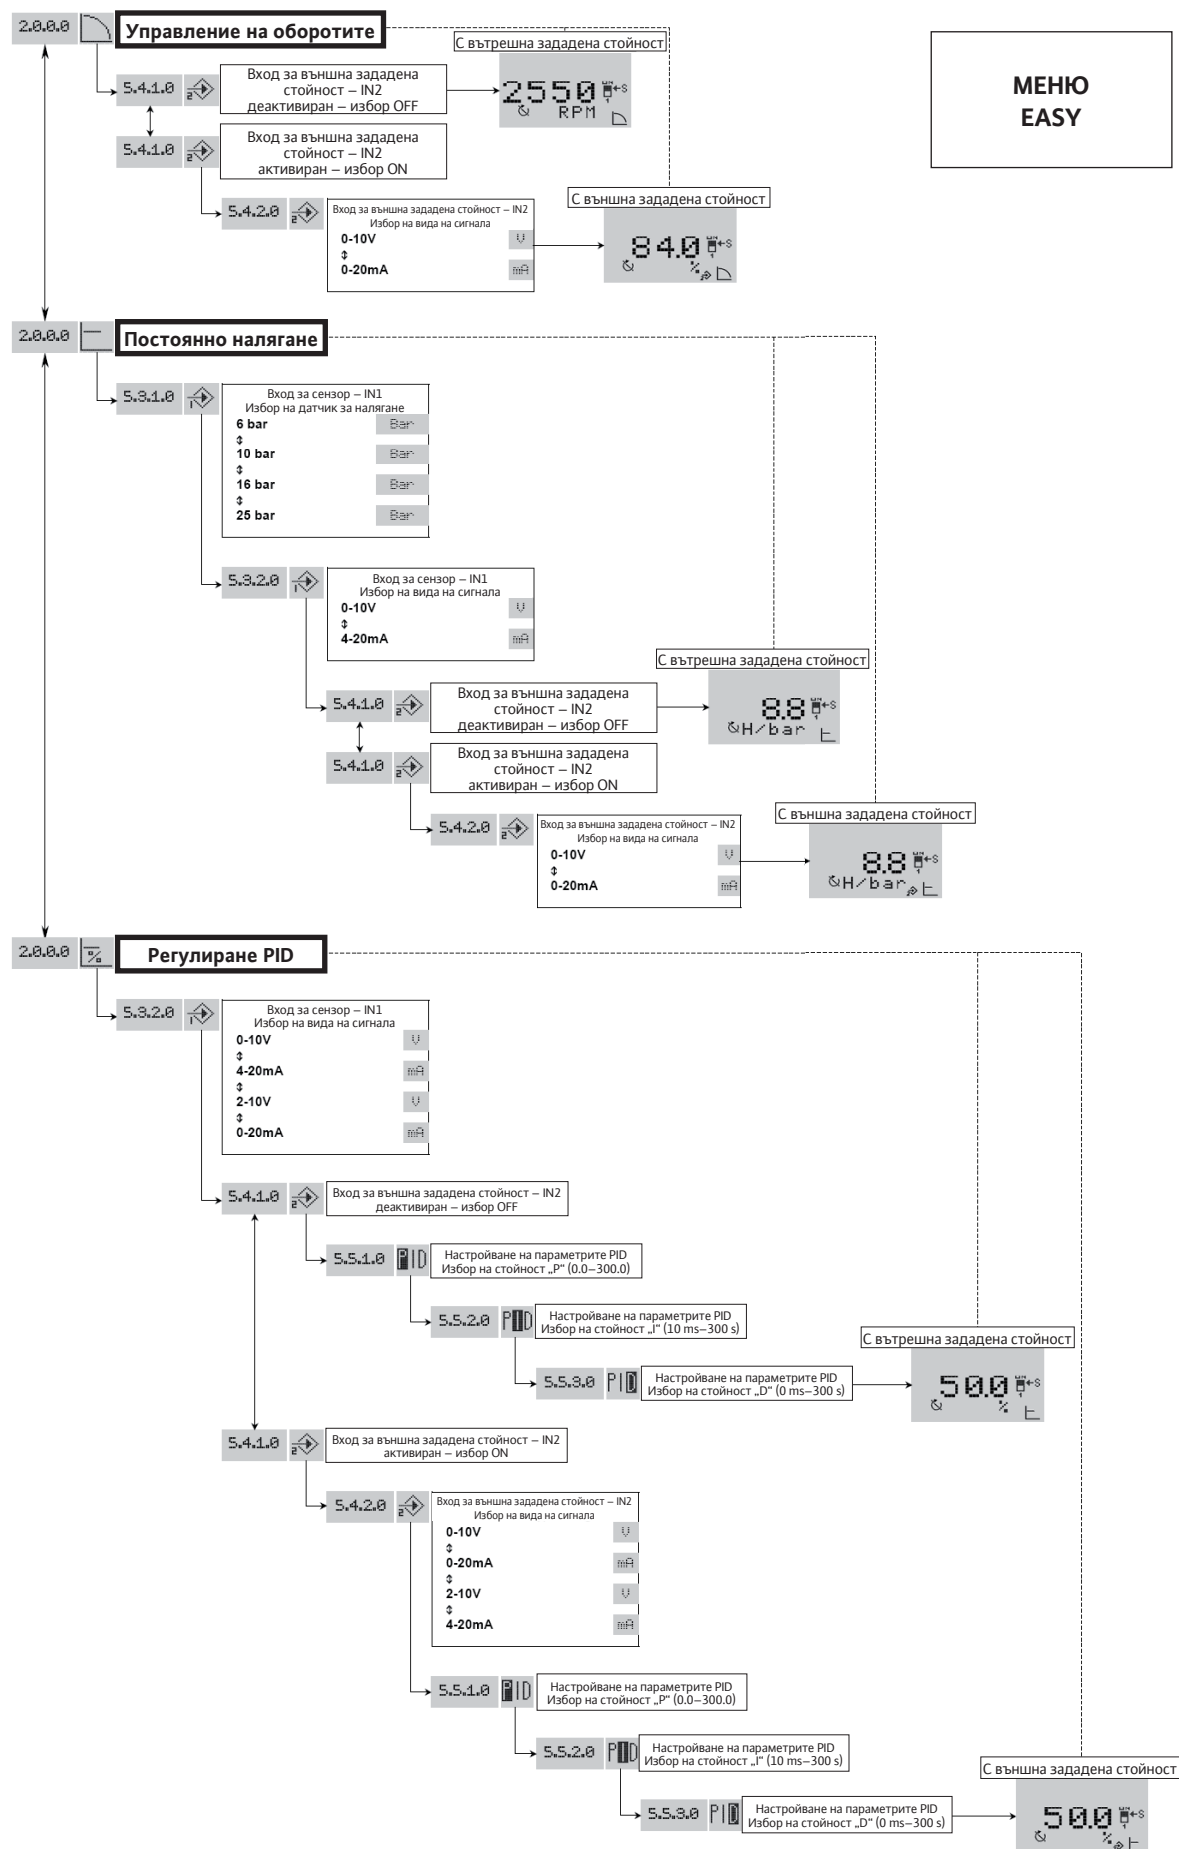 2.0.0.0 Управление на оборотите
С вътрешна зададена стойност
МЕНЮ
EASY
5.4.1.0 2
Вход за външна зададена
стойност – IN2
деактивиран – избор OFF
2550
RPM
5.4.1.0 2
Вход за външна зададена
стойност – IN2
активиран – избор ON
С външна зададена стойност
5.4.2.0 2
Вход за външна зададена стойност – IN2
Избор на вида на сигнала
0-10V V
0-20mA mA
84.0
%
2.0.0.0 Постоянно налягане
5.3.1.0 1
Вход за сензор – IN1
Избор на датчик за налягане
6 bar Bar
10 bar Bar
16 bar Bar
25 bar Bar
5.3.2.0 1
Вход за сензор – IN1
Избор на вида на сигнала
0-10V V
4-20mA mA
С вътрешна зададена стойност
5.4.1.0 2
Вход за външна зададена
стойност – IN2
деактивиран – избор OFF
8.8
H/bar
5.4.1.0 2
Вход за външна зададена
стойност – IN2
активиран – избор ON
С външна зададена стойност
5.4.2.0 2
Вход за външна зададена стойност – IN2
Избор на вида на сигнала
0-10V V
0-20mA mA
8.8
H/bar
2.0.0.0 % Регулиране PID
5.3.2.0 1
Вход за сензор – IN1
Избор на вида на сигнала
0-10V V
4-20mA mA
2-10V V
0-20mA mA
5.4.1.0 2
Вход за външна зададена стойност – IN2
деактивиран – избор OFF
5.5.1.0 PID
Настройване на параметрите PID
Избор на стойност „P“ (0.0–300.0)
5.5.2.0 PID
Настройване на параметрите PID
Избор на стойност „I“ (10 ms–300 s)
С вътрешна зададена стойност
5.5.3.0 PID
Настройване на параметрите PID
Избор на стойност „D“ (0 ms–300 s)
50.0
%
5.4.1.0 2
Вход за външна зададена стойност – IN2
активиран – избор ON
5.4.2.0 2
Вход за външна зададена стойност – IN2
Избор на вида на сигнала
0-10V V
0-20mA mA
2-10V V
4-20mA mA
5.5.1.0 PID
Настройване на параметрите PID
Избор на стойност „P“ (0.0–300.0)
5.5.2.0 PID
Настройване на параметрите PID
Избор на стойност „I“ (10 ms–300 s)
С външна зададена стойност
5.5.3.0 PID
Настройване на параметрите PID
Избор на стойност „D“ (0 ms–300 s)
50.0
%